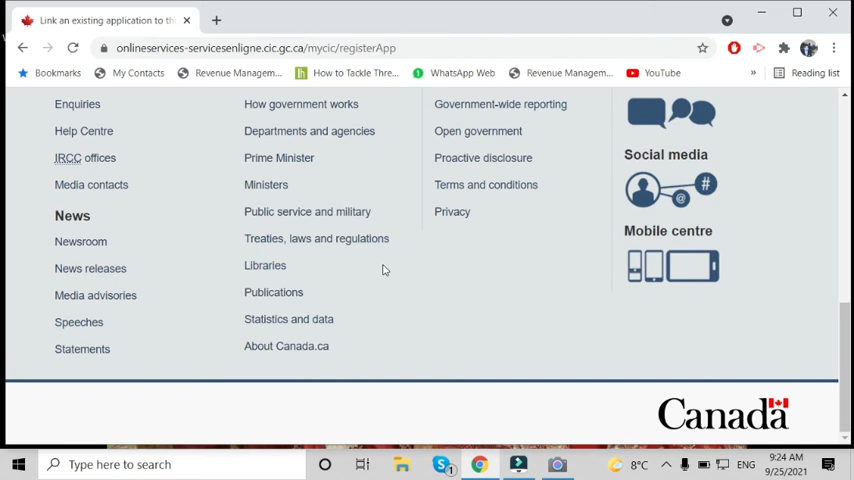 Link an existing application to th
onlineservices-servicesenligne.cic.gc.ca/mycic/registerApp
Bookmarks
My Contacts
Revenue Managem...
How to Tackle Thre...
WhatsApp Web
Revenue Managem...
YouTube
»
Reading list
Enquiries
Help Centre
IRCC offices
Media contacts
News
Newsroom
News releases
Media advisories
Speeches
Statements
How government works
Departments and agencies
Prime Minister
Ministers
Public service and military
Treaties, laws and regulations
Libraries
Publications
Statistics and data
About Canada.ca
Government-wide reporting
Open government
Proactive disclosure
Terms and conditions
Privacy
Social media
#
@
Mobile centre
Canada
Type here to search
1
8°C
ENG
9:24 AM
9/25/2021